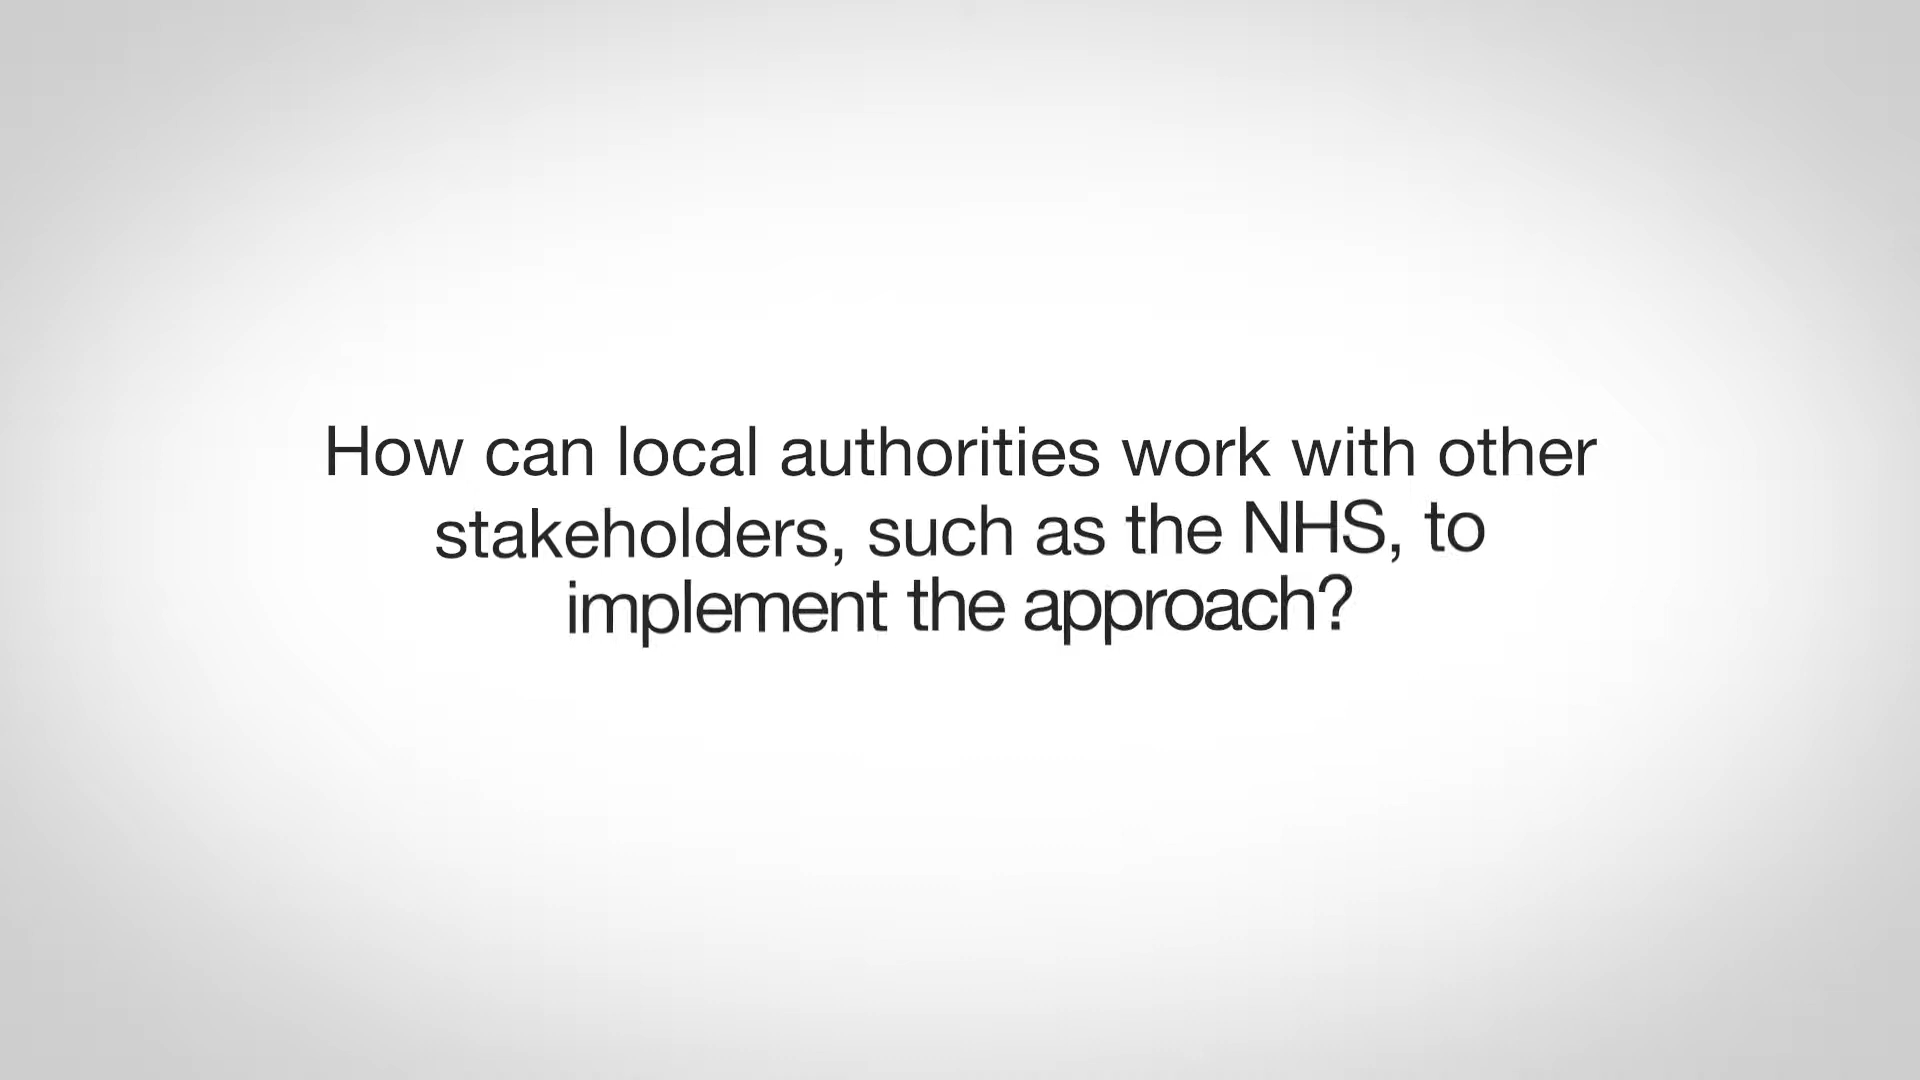 How can local authorities work with other
stakeholders, such as the NHS, to
implement the approach?